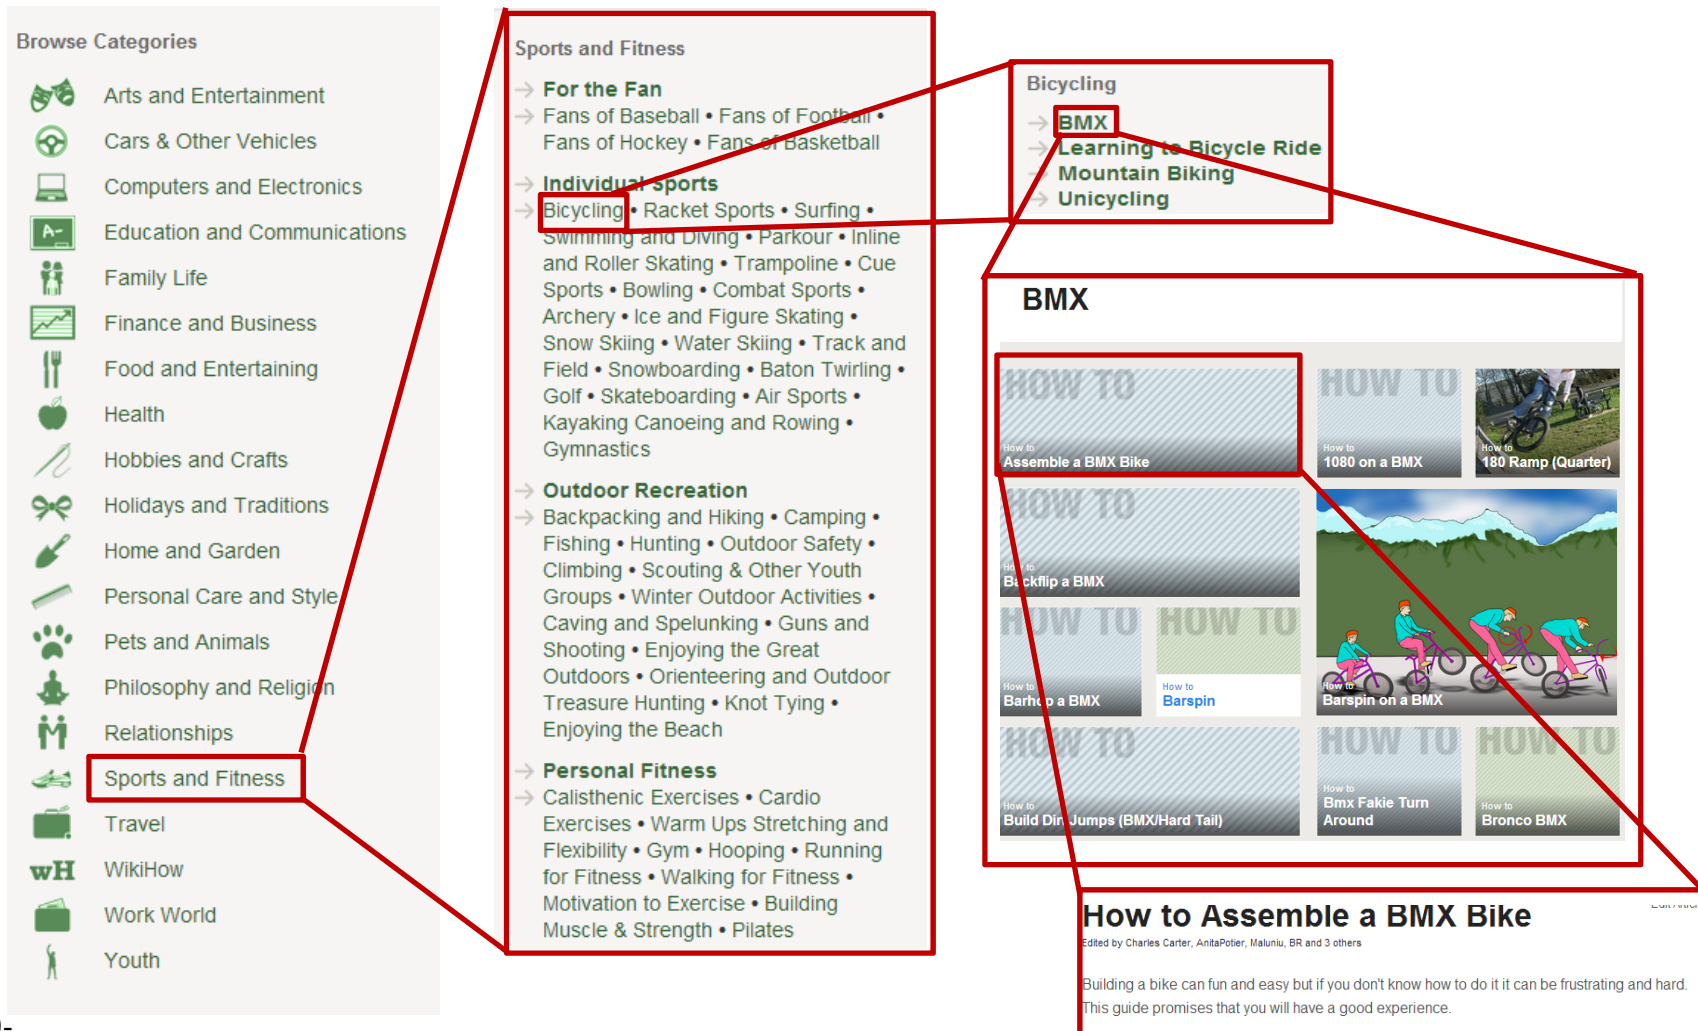 Browse Categories
Arts and Entertainment
Cars & Other Vehicles
Computers and Electronics
A-
Education and Communications
Family Life
Finance and Business
Food and Entertaining
Health
Hobbies and Crafts
Holidays and Traditions
Home and Garden
Personal Care and Style
Pets and Animals
Philosophy and Religion
Relationships
Sports and Fitness
Travel
wH WikiHow
Work World
Youth
Sports and Fitness
→ For the Fan
→ Fans of Baseball • Fans of Football •
Fans of Hockey • Fans of Basketball
→ Individual Sports
→ Bicycling • Racket Sports • Surfing •
Swimming and Diving • Parkour • Inline
and Roller Skating • Trampoline • Cue
Sports • Bowling • Combat Sports •
Archery • Ice and Figure Skating •
Snow Skiing • Water Skiing • Track and
Field • Snowboarding • Baton Twirling •
Golf • Skateboarding • Air Sports •
Kayaking Canoeing and Rowing •
Gymnastics
→ Outdoor Recreation
→ Backpacking and Hiking • Camping •
Fishing • Hunting • Outdoor Safety •
Climbing • Scouting & Other Youth
Groups • Winter Outdoor Activities •
Caving and Spelunking • Guns and
Shooting • Enjoying the Great
Outdoors • Orienteering and Outdoor
Treasure Hunting • Knot Tying •
Enjoying the Beach
→ Personal Fitness
→ Calisthenic Exercises • Cardio
Exercises • Warm Ups Stretching and
Flexibility • Gym • Hooping • Running
for Fitness • Walking for Fitness •
Motivation to Exercise • Building
Muscle & Strength • Pilates
Bicycling
→ BMX
→ Learning to Bicycle Ride
→ Mountain Biking
→ Unicycling
BMX
HOW TO
How to
Assemble a BMX Bike
HOW TO
How to
1080 on a BMX
How to
180 Ramp (Quarter)
HOW TO
How to
Backflip a BMX
How to
Barspin on a BMX
HOW TO
How to
Barhop a BMX
HOW TO
How to
Barspin
HOW TO
How to
Build Dirt Jumps (BMX/Hard Tail)
HOW TO
How to
Bmx Fakie Turn
Around
HOW TO
How to
Bronco BMX
How to Assemble a BMX Bike
Edited by Charles Carter, AnitaPotier, Maluniu, BR and 3 others
Building a bike can fun and easy but if you don't know how to do it it can be frustrating and hard.
This guide promises that you will have a good experience.